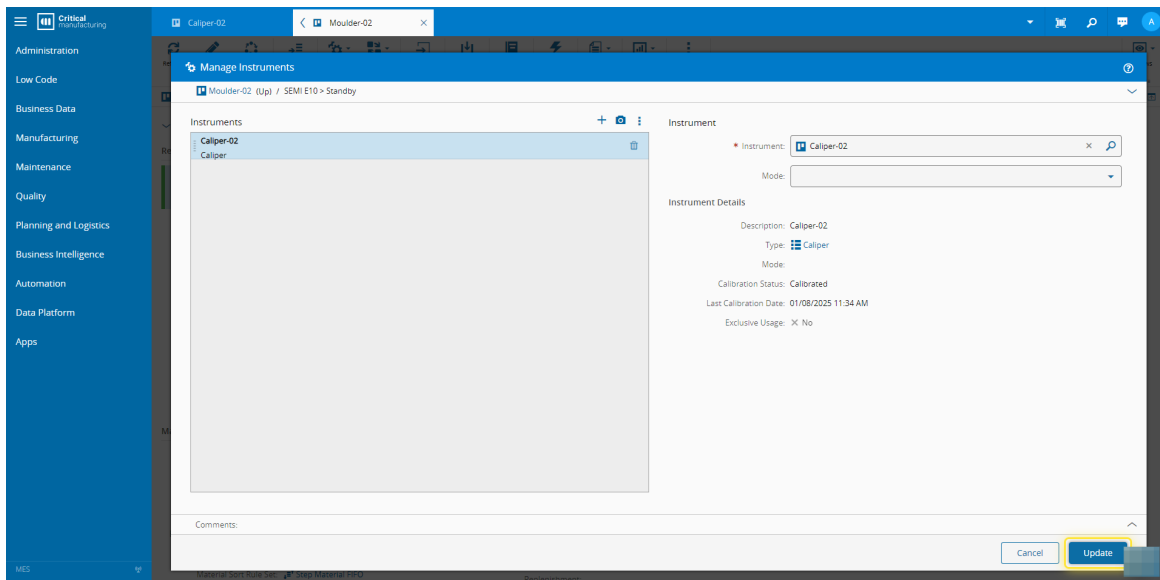 Critical
manufacturing
Caliper-02
Moulder-02
A
Administration
Low Code
Business Data
Manufacturing
Maintenance
Quality
Planning and Logistics
Business Intelligence
Automation
Data Platform
Apps
MES
Manage Instruments
Moulder-02 (Up) / SEMI E10 > Standby
Instruments
Caliper-02
Caliper
Instrument
* Instrument: Caliper-02
Mode:
Instrument Details
Description: Caliper-02
Type: Caliper
Mode:
Calibration Status: Calibrated
Last Calibration Date: 01/08/2025 11:34 AM
Exclusive Usage: No
Comments:
Cancel
Update
Material Sort Rule Set: Step Material FIFO
Replenishment: